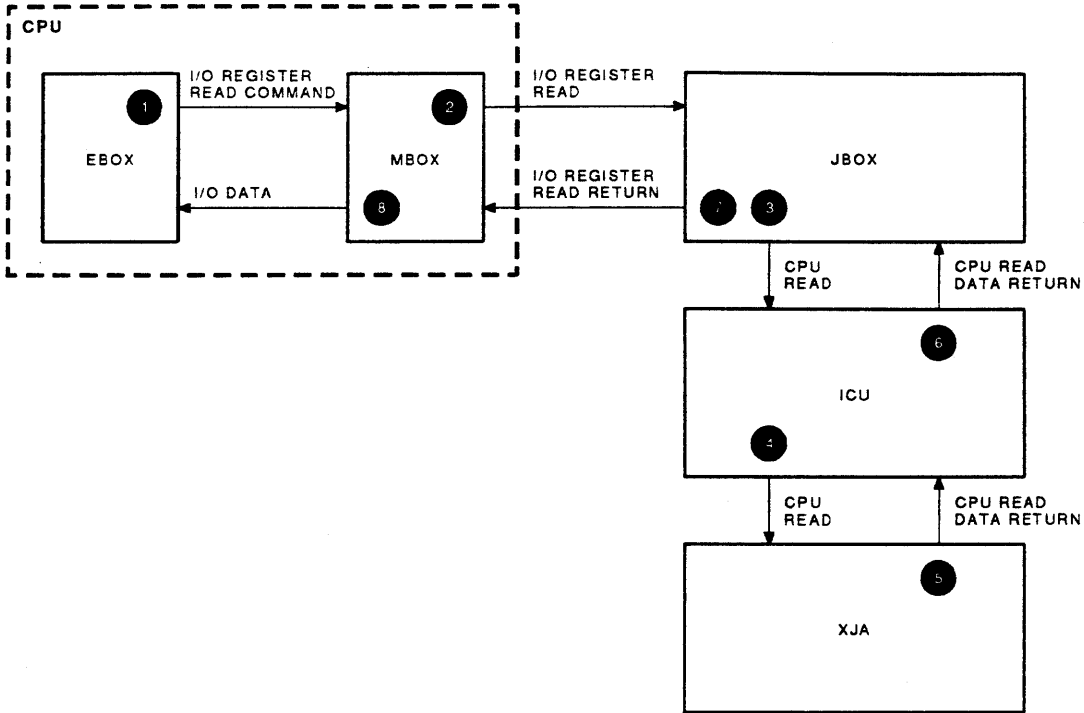 CPU
I/O REGISTER
READ COMMAND
I/O REGISTER
READ
1
2
EBOX
MBOX
JBOX
I/O DATA
I/O REGISTER
READ RETURN
8
7
3
CPU
READ
CPU READ
DATA RETURN
6
ICU
4
CPU
READ
CPU READ
DATA RETURN
5
XJA